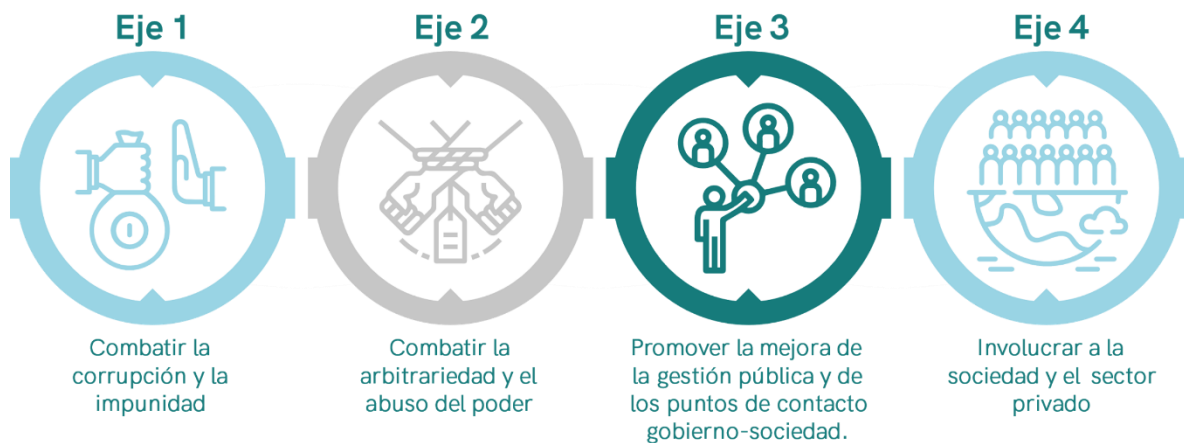 Eje 1
Combatir la
corrupción y la
impunidad
Eje 2
Combatir la
arbitrariedad y el
abuso del poder
Eje 3
Promover la mejora de
la gestión pública y de
los puntos de contacto
gobierno-sociedad.
Eje 4
Involucrar a la
sociedad y el sector
privado